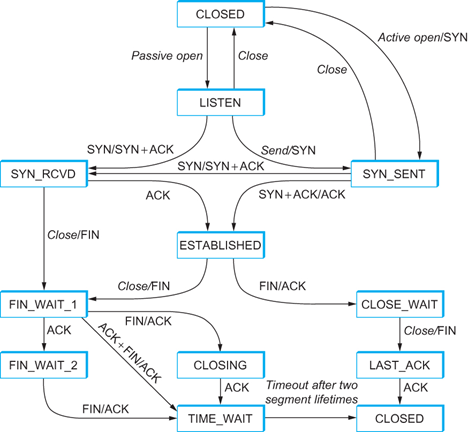 CLOSED
Active open/SYN
Passive open
Close
Close
LISTEN
SYN/SYN + ACK
Send/SYN
SYN/SYN + ACK
SYN_RCVD
SYN_SENT
ACK
SYN + ACK/ACK
Close/FIN
ESTABLISHED
Close/FIN
FIN/ACK
FIN_WAIT_1
CLOSE_WAIT
FIN/ACK
ACK
ACK + FIN/ACK
Close/FIN
FIN_WAIT_2
CLOSING
LAST_ACK
ACK
Timeout after two
segment lifetimes
ACK
FIN/ACK
TIME_WAIT
CLOSED